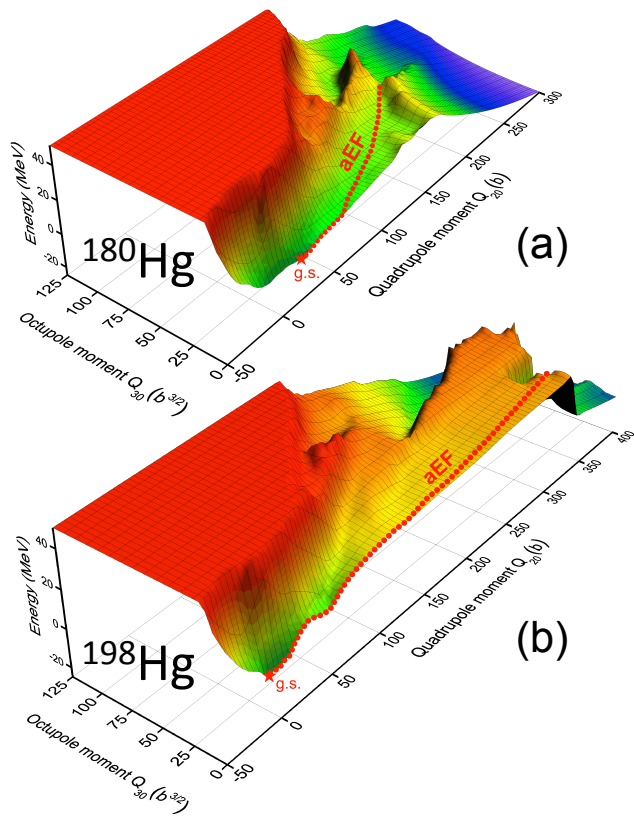 40
20
0
-20
Energy (MeV)
125
100
75
50
25
0
Octupole moment Q30 (b3/2)
-50
0
50
100
150
200
250
300
Quadrupole moment Q20(b)
aEF
g.s.
180Hg
(a)
40
20
0
-20
Energy (MeV)
125
100
75
50
25
0
Octupole moment Q30 (b3/2)
-50
0
50
100
150
200
250
300
350
400
Quadrupole moment Q20(b)
aEF
g.s.
198Hg
(b)